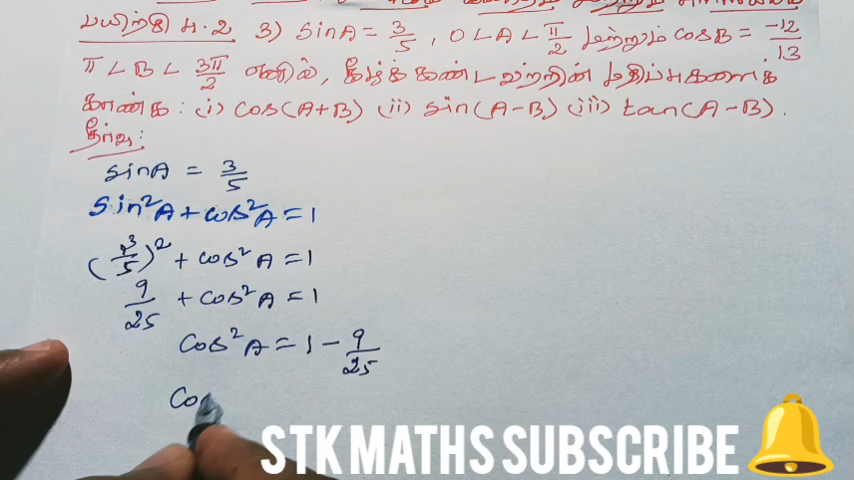 பயிற்சி 4.2 3) sinA = 3/5 , 0 < A < π/2 மற்றும் cosB = -12/13
π < B < 3π/2 எனில், கீழ்க்கண்டவற்றின் மதிப்புகளைக்
காண்க : (i) cos(A+B) (ii) sin(A-B) (iii) tan(A-B).
தீர்வு:
sinA = 3/5
sin²A + cos²A = 1
(3/5)² + cos²A = 1
9/25 + cos²A = 1
cos²A = 1 - 9/25
Cos
STK MATHS SUBSCRIBE